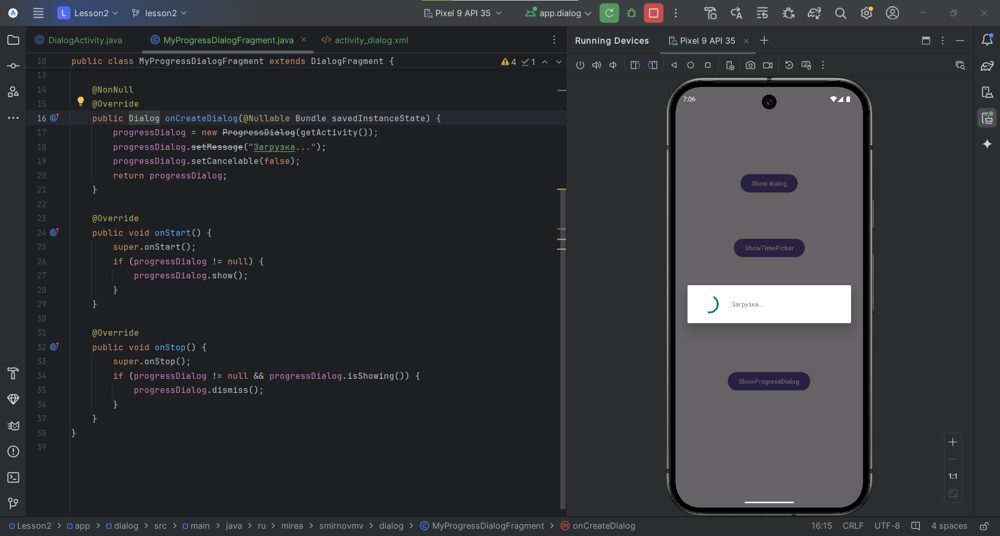 L Lesson2 lesson2 Pixel 9 API 35 app.dialog
DialogActivity.java MyProgressDialogFragment.java activity_dialog.xml
Running Devices Pixel 9 API 35
10 public class MyProgressDialogFragment extends DialogFragment { 4 1
13
14 @NonNull
15 @Override
16 public Dialog onCreateDialog(@Nullable Bundle savedInstanceState) {
17 progressDialog = new ProgressDialog(getActivity());
18 progressDialog.setMessage("Загрузка...");
19 progressDialog.setCancelable(false);
20 return progressDialog;
21 }
22
23 @Override
24 public void onStart() {
25 super.onStart();
26 if (progressDialog != null) {
27 progressDialog.show();
28 }
29 }
30
31 @Override
32 public void onStop() {
33 super.onStop();
34 if (progressDialog != null && progressDialog.isShowing()) {
35 progressDialog.dismiss();
36 }
37 }
38 }
39
7:06
Show dialog
ShowTimePicker
Загрузка...
ShowProgressDialog
1:1
Lesson2 > app > dialog > src > main > java > ru > mirea > smirnovmv > dialog > MyProgressDialogFragment > onCreateDialog
16:15 CRLF UTF-8 4 spaces